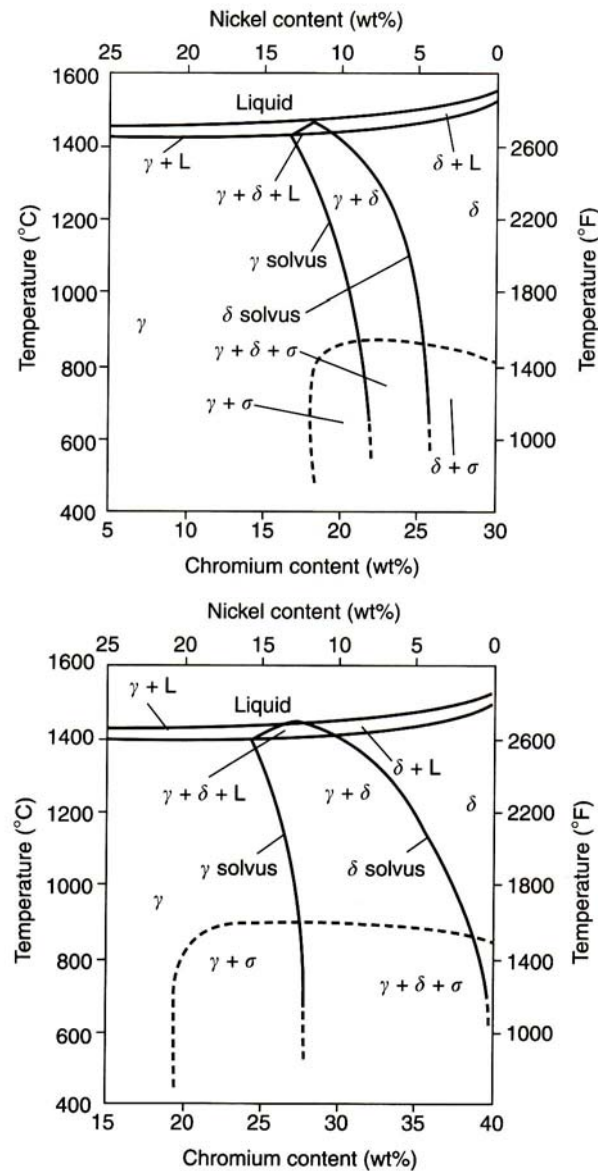 Nickel content (wt%)
25 20 15 10 5 0
1600
Liquid
1400
2600
γ + L
δ + L
γ + δ + L
γ + δ
δ
1200
2200
γ solvus
1000
1800
δ solvus
γ
γ + δ + σ
800
1400
γ + σ
600
1000
δ + σ
400
5 10 15 20 25 30
Chromium content (wt%)
Temperature (°C)
Temperature (°F)
Nickel content (wt%)
25 20 15 10 5 0
1600
γ + L
Liquid
1400
2600
δ + L
γ + δ + L
γ + δ
δ
1200
2200
γ solvus
δ solvus
1000
1800
γ
γ + σ
800
1400
γ + δ + σ
600
1000
400
15 20 25 30 35 40
Chromium content (wt%)
Temperature (°C)
Temperature (°F)